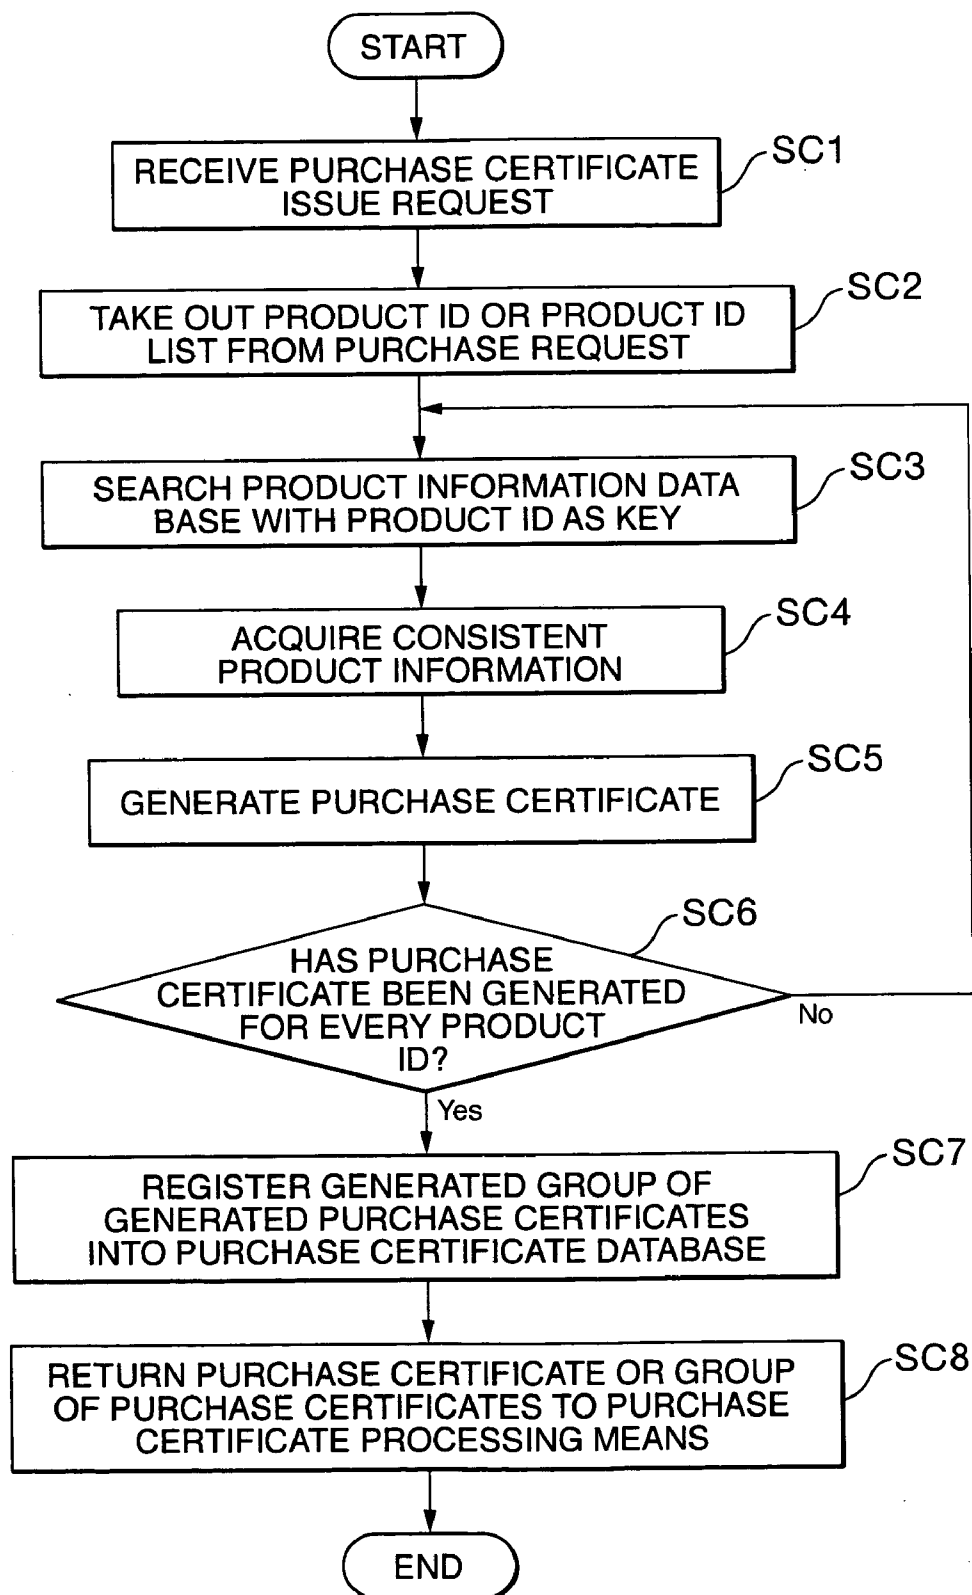 START
RECEIVE PURCHASE CERTIFICATE
ISSUE REQUEST
SC1
TAKE OUT PRODUCT ID OR PRODUCT ID
LIST FROM PURCHASE REQUEST
SC2
SEARCH PRODUCT INFORMATION DATA
BASE WITH PRODUCT ID AS KEY
SC3
ACQUIRE CONSISTENT
PRODUCT INFORMATION
SC4
GENERATE PURCHASE CERTIFICATE
SC5
HAS PURCHASE
CERTIFICATE BEEN GENERATED
FOR EVERY PRODUCT
ID?
SC6
No
Yes
REGISTER GENERATED GROUP OF
GENERATED PURCHASE CERTIFICATES
INTO PURCHASE CERTIFICATE DATABASE
SC7
RETURN PURCHASE CERTIFICATE OR GROUP
OF PURCHASE CERTIFICATES TO PURCHASE
CERTIFICATE PROCESSING MEANS
SC8
END